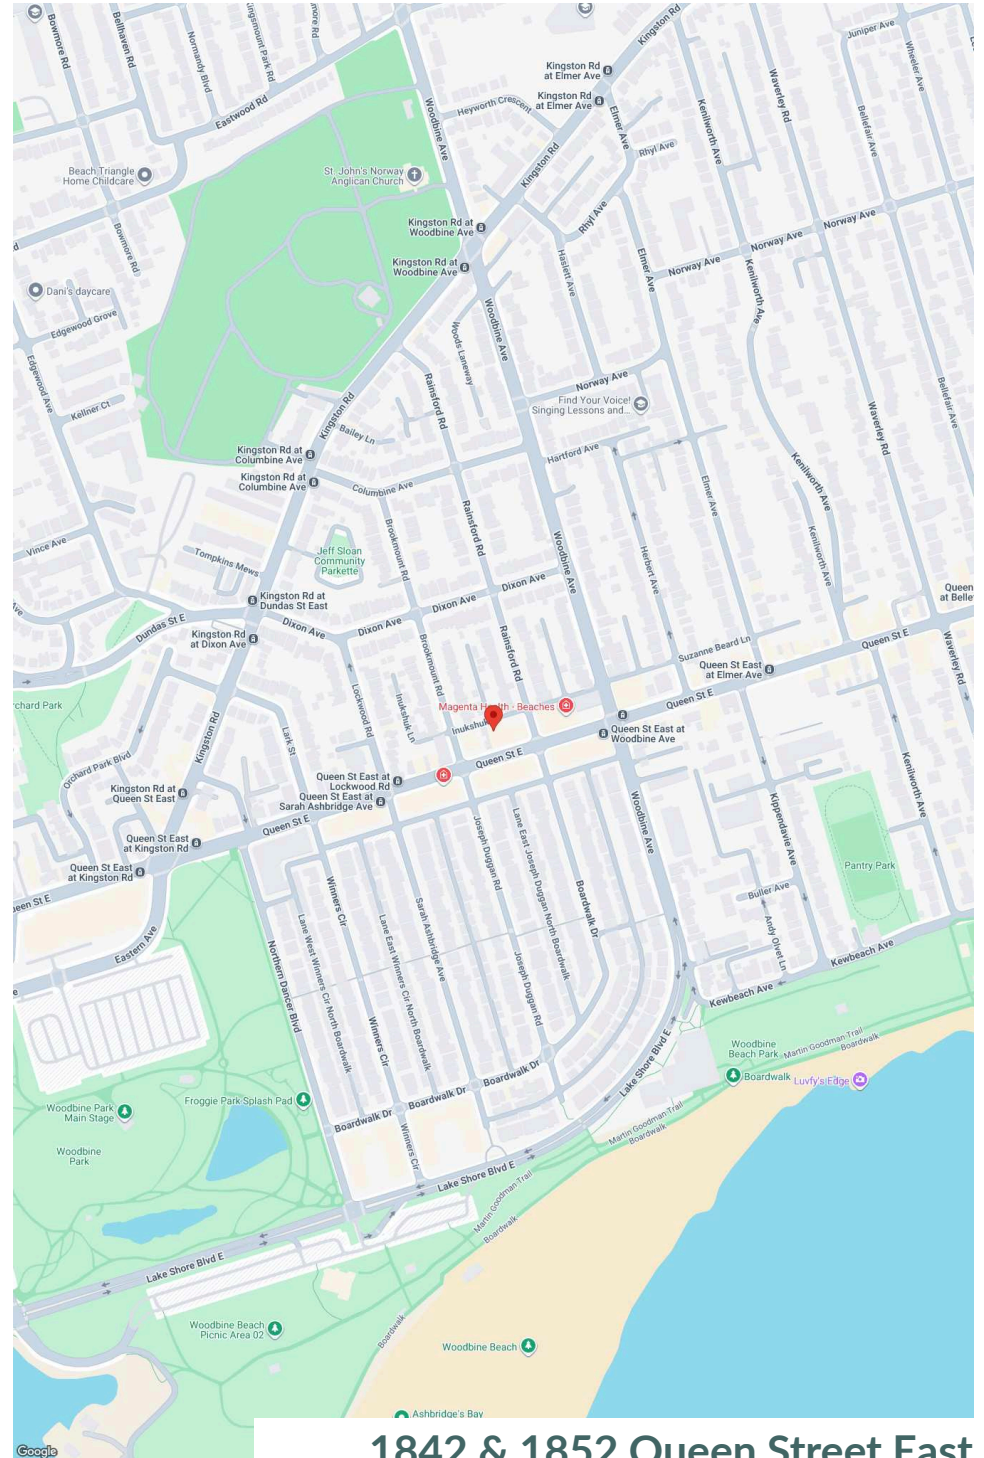 Bowmore Rd
Bellhaven Rd
Normandy Blvd
Kingston Rd
Juniper Ave
Wheeler Ave
Kingston Rd
at Elmer Ave
Kingston Rd
at Elmer Ave
Waverley Rd
Kenilworth Ave
Bellefair Ave
Eastwood Rd
Woodbine Ave
Heyworth Crescent
Elmer Ave
Rhyl Ave
Kingston Rd
Beach Triangle
Home Childcare
St. John's Norway
Anglican Church
Bowmore Rd
Kingston Rd at
Woodbine Ave
Rhyl Ave
Norway Ave
Norway Ave
Kingston Rd at
Woodbine Ave
Haslett Ave
Elmer Ave
Norway Ave
Kenilworth Ave
Dani's daycare
Edgewood Grove
Woodbine Ave
Woods Laneway
Edgewood Ave
Rainsford Rd
Norway Ave
Find Your Voice!
Singing Lessons and...
Kellner Ct
Kingston Rd
Bailey Ln
Waverley Rd
Bellefair Ave
Kingston Rd at
Columbine Ave
Kingston Rd at
Columbine Ave
Hartford Ave
Columbine Ave
Elmer Ave
Kenilworth Ave
Rainsford Rd
Brookmount Rd
Vince Ave
Tompkins Mews
Jeff Sloan
Community
Parkette
Woodbine Ave
Herbert Ave
Kenilworth Ave
Dixon Ave
Dixon Ave
Kingston Rd at
Dundas St East
Queen
at Belle
Dundas St E
Kingston Rd
at Dixon Ave
Dixon Ave
Dixon Ave
Brookmount Rd
Rainsford Rd
Suzanne Beard Ln
Queen St E
Waverley Rd
Queen St East
at Elmer Ave
Queen St E
chard Park
Lockwood Rd
Inukshuk Ln
Magenta Health - Beaches
Inukshuk
Kingston Rd
Lark St
Queen St East at
Woodbine Ave
Orchard Park Blvd
Queen St E
Queen St East at
Lockwood Rd
Queen St East at
Sarah Ashbridge Ave
Kingston Rd at
Queen St East
Queen St E
Kenilworth Ave
Queen St East
at Kingston Rd
Queen St East
at Kingston Rd
Woodbine Ave
Kippendavie Ave
Pantry Park
Joseph Duggan Rd
Lane East Joseph Duggan North Boardwalk
Boardwalk Dr
Buller Ave
Andy Olvet Ln
ueen St E
Winners Cir
Lane West Winners Cir North Boardwalk
Lane East Winners Cir North Boardwalk
Sarah Ashbridge Ave
Eastern Ave
Northern Dancer Blvd
Joseph Duggan Rd
Kewbeach Ave
Kewbeach Ave
Winners Cir
Lake Shore Blvd E
Woodbine
Beach Park
Martin Goodman Trail
Boardwalk
Boardwalk
Luvfy's Edge
Boardwalk Dr
Boardwalk Dr
Boardwalk Dr
Froggie Park Splash Pad
Woodbine Park
Main Stage
Martin Goodman Trail
Boardwalk
Woodbine
Park
Winners Cir
Lake Shore Blvd E
Martin Goodman Trail
Boardwalk
Lake Shore Blvd E
Woodbine Beach
Picnic Area 02
Boardwalk
Woodbine Beach
Ashbridge's Bay
Google
1842 & 1852 Queen Street East